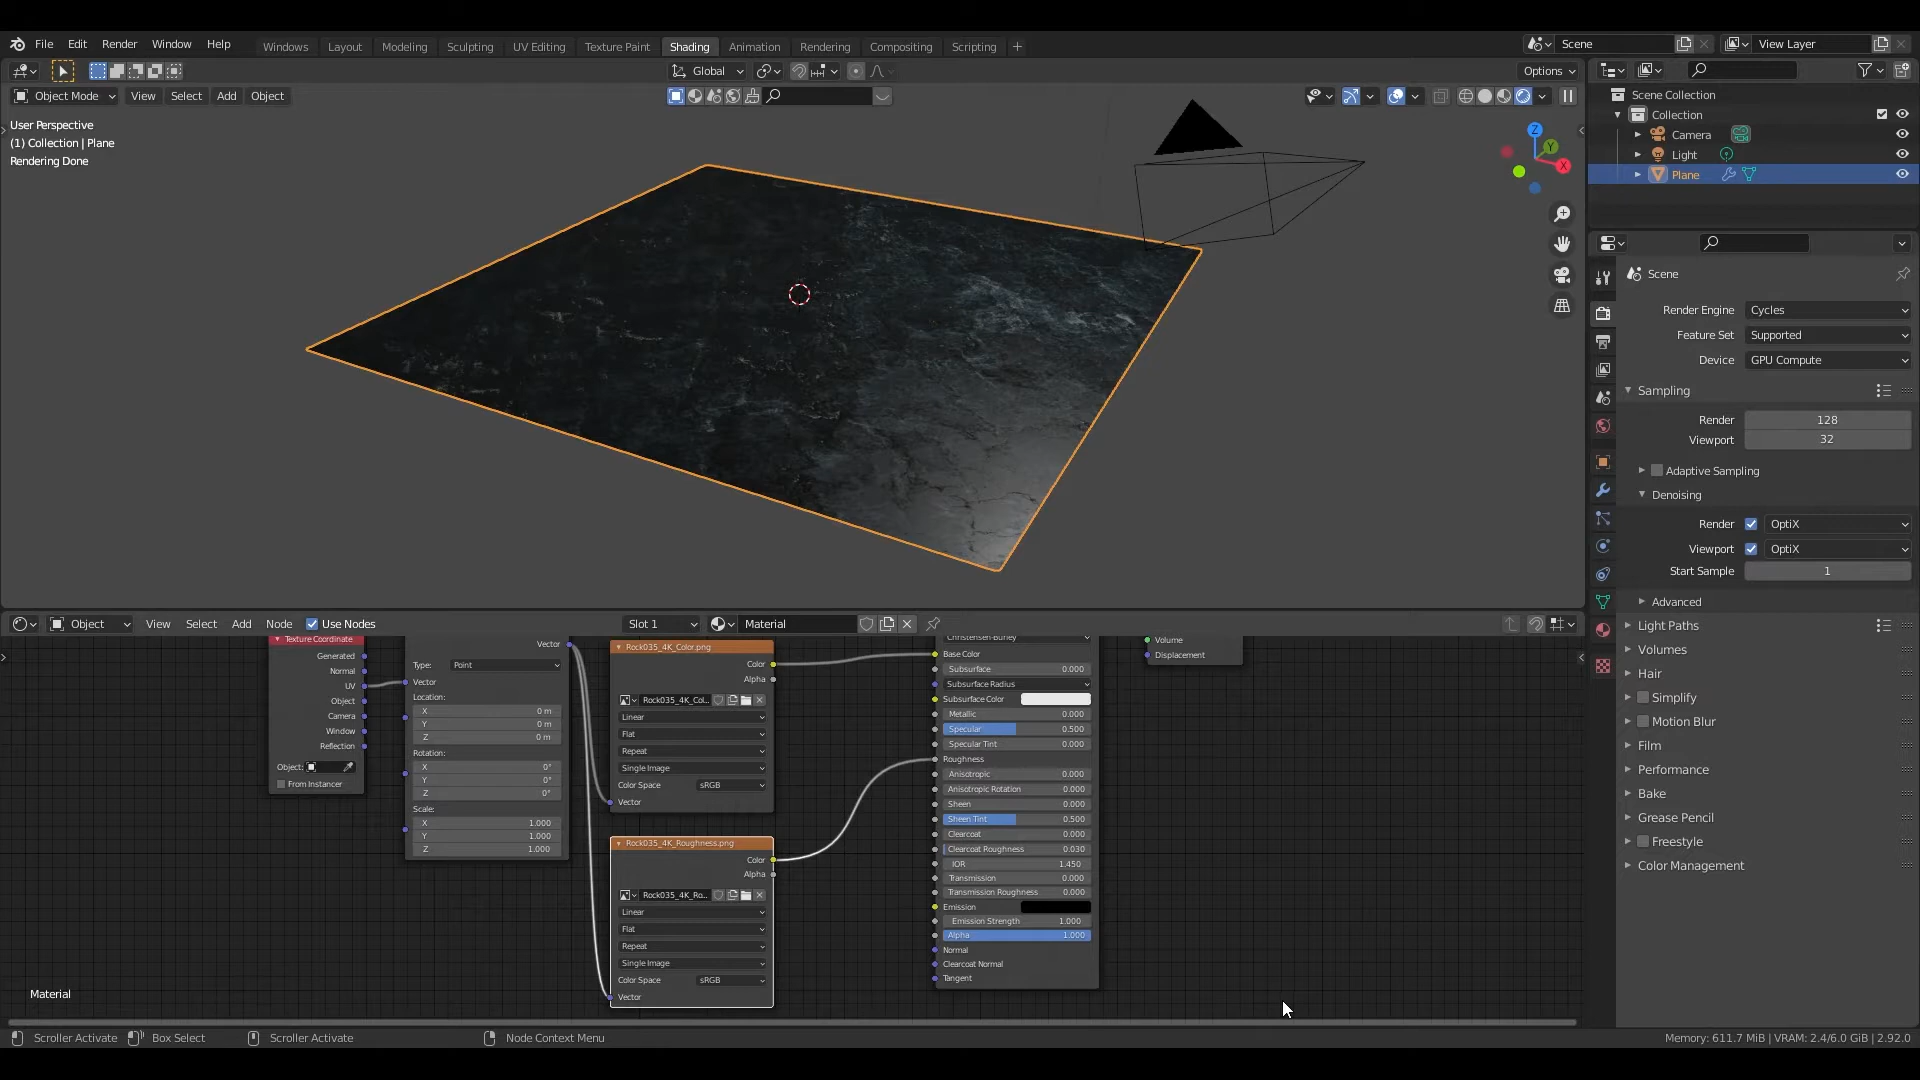 File Edit Render Window Help
Windows Layout Modeling Sculpting UV Editing Texture Paint Shading Animation Rendering Compositing Scripting +
Scene
View Layer
Global
Options
Object Mode View Select Add Object
User Perspective
(1) Collection | Plane
Rendering Done
Z
Y
X
Scene Collection
Collection
Camera
Light
Plane
Scene
Render Engine Cycles
Feature Set Supported
Device GPU Compute
Sampling
Render 128
Viewport 32
Adaptive Sampling
Denoising
Render OptiX
Viewport OptiX
Start Sample 1
Advanced
Light Paths
Volumes
Hair
Simplify
Motion Blur
Film
Performance
Bake
Grease Pencil
Freestyle
Color Management
Object View Select Add Node Use Nodes
Slot 1
Material
Texture Coordinate
Generated
Normal
UV
Object
Camera
Window
Reflection
Object:
From Instancer
Vector
Type: Point
Vector
Location:
X 0 m
Y 0 m
Z 0 m
Rotation:
X 0°
Y 0°
Z 0°
Scale:
X 1.000
Y 1.000
Z 1.000
Rock035_4K_Color.png
Color
Alpha
Rock035_4K_Col...
Linear
Flat
Repeat
Single Image
Color Space sRGB
Vector
Rock035_4K_Roughness.png
Color
Alpha
Rock035_4K_Ro...
Linear
Flat
Repeat
Single Image
Color Space sRGB
Vector
Christensen-Burley
Base Color
Subsurface 0.000
Subsurface Radius
Subsurface Color
Metallic 0.000
Specular 0.500
Specular Tint 0.000
Roughness
Anisotropic 0.000
Anisotropic Rotation 0.000
Sheen 0.000
Sheen Tint 0.500
Clearcoat 0.000
Clearcoat Roughness 0.030
IOR 1.450
Transmission 0.000
Transmission Roughness 0.000
Emission
Emission Strength 1.000
Alpha 1.000
Normal
Clearcoat Normal
Tangent
Volume
Displacement
Material
Scroller Activate Box Select Scroller Activate Node Context Menu
Memory: 611.7 MiB | VRAM: 2.4/6.0 GiB | 2.92.0